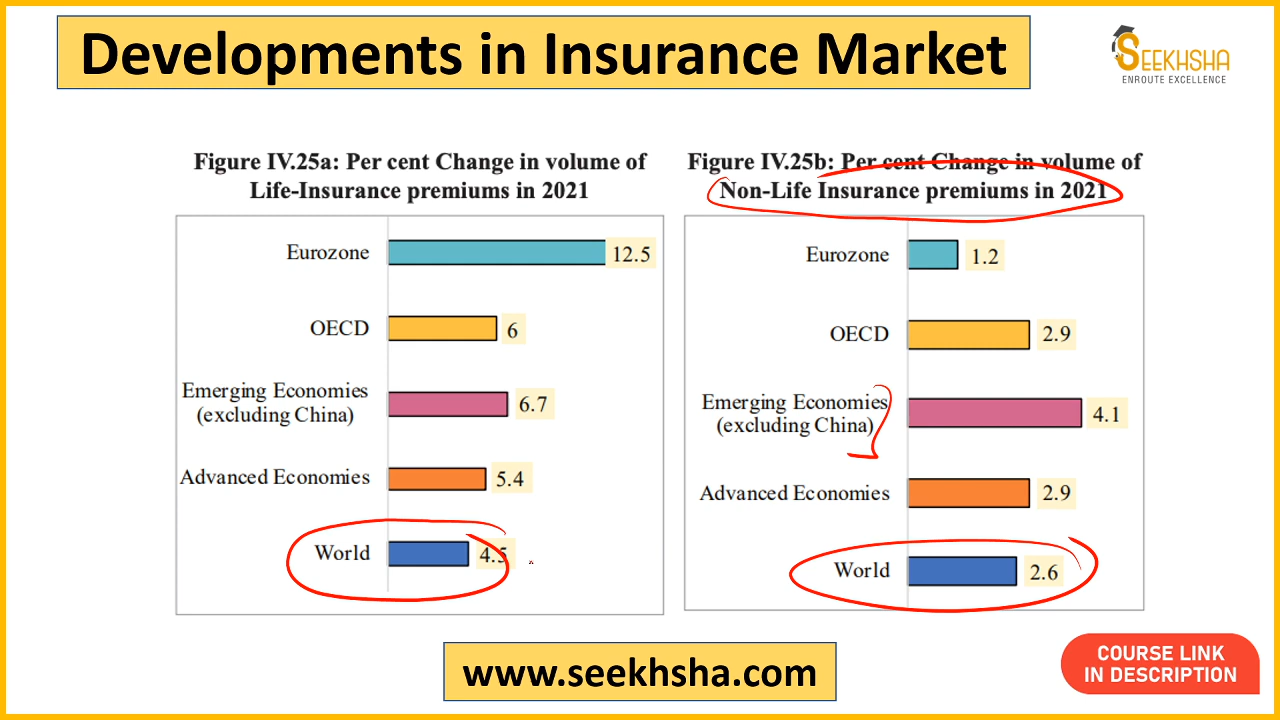 Developments in Insurance Market
SEEKHSHA
ENROUTE EXCELLENCE
Figure IV.25a: Per cent Change in volume of
Life-Insurance premiums in 2021
Eurozone
12.5
OECD
6
Emerging Economies
(excluding China)
6.7
Advanced Economies
5.4
World
4.5
Figure IV.25b: Per cent Change in volume of
Non-Life Insurance premiums in 2021
Eurozone
1.2
OECD
2.9
Emerging Economies
(excluding China)
4.1
Advanced Economies
2.9
World
2.6
www.seekhsha.com
COURSE LINK
IN DESCRIPTION